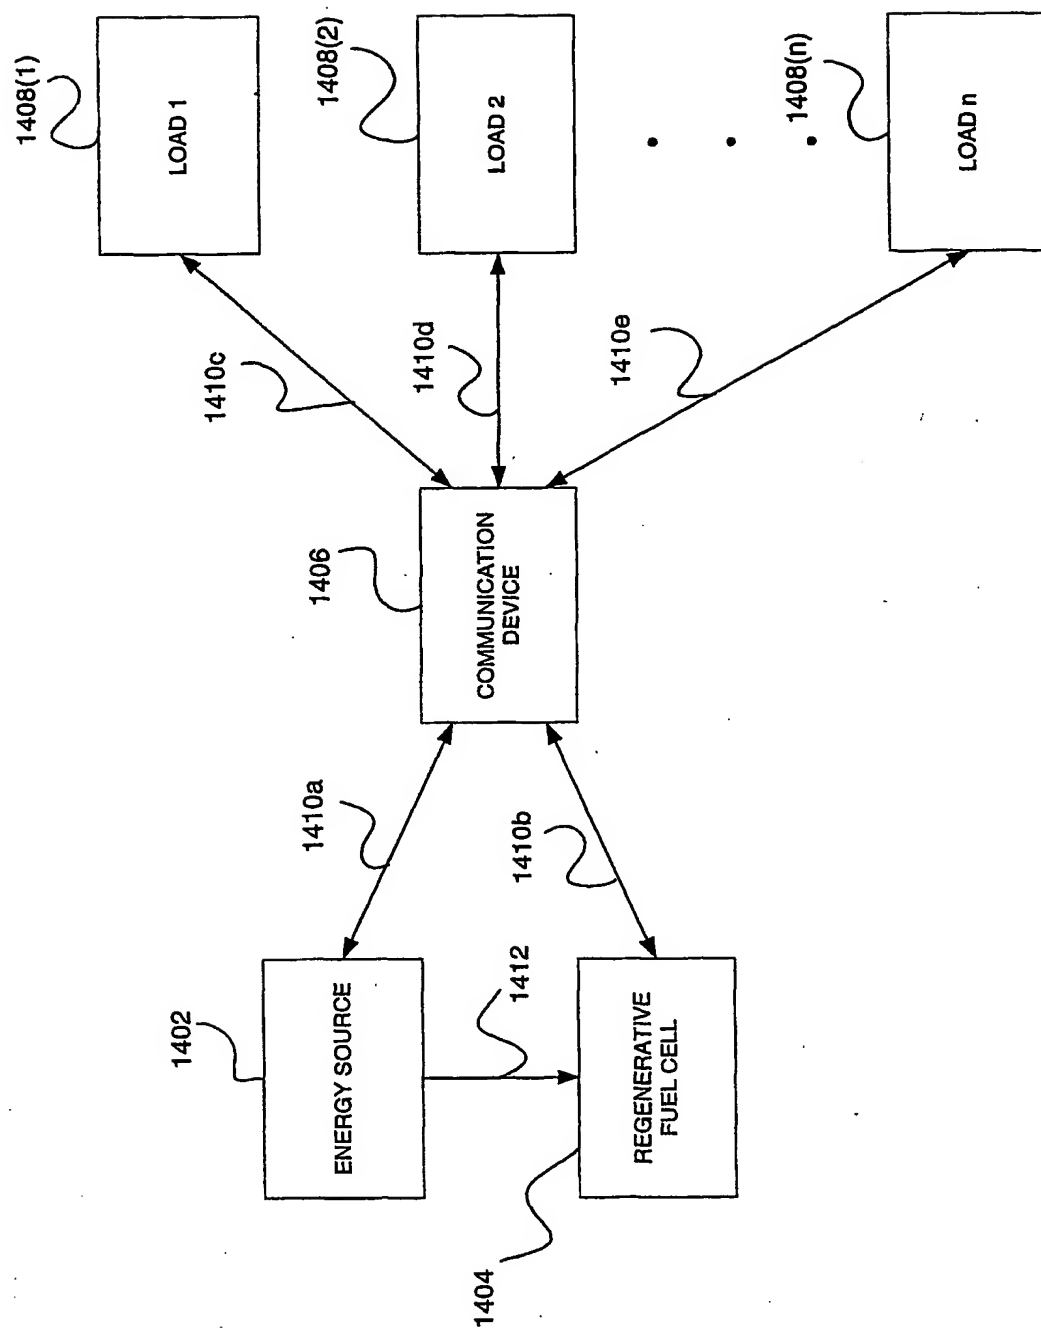 1402
ENERGY SOURCE
1412
1404
REGENERATIVE
FUEL CELL
1410a
1410b
1406
COMMUNICATION
DEVICE
1410c
1410d
1410e
1408(1)
LOAD 1
1408(2)
LOAD 2
1408(n)
LOAD n